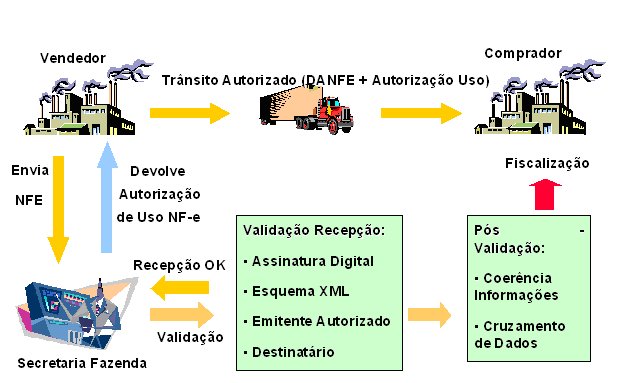 Vendedor
Comprador
Trânsito Autorizado (DANFE + Autorização Uso)
Envia
NFE
Devolve
Autorização
de Uso NF-e
Fiscalização
Recepção OK
Validação
Secretaria Fazenda
Validação Recepção:
· Assinatura Digital
· Esquema XML
· Emitente Autorizado
· Destinatário
Pós -
Validação:
· Coerência
Informações
· Cruzamento
de Dados